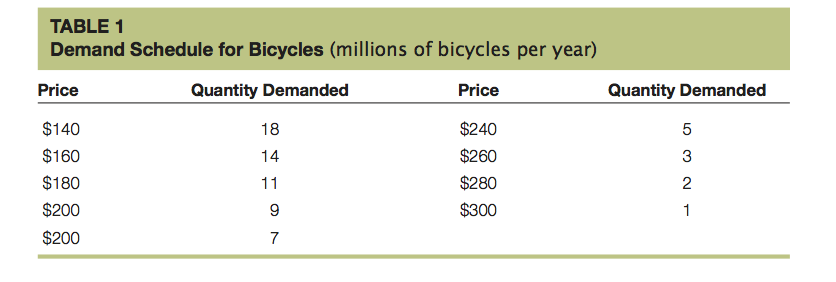 TABLE 1
Demand Schedule for Bicycles (millions of bicycles per year)
Price Quantity Demanded Price Quantity Demanded
$140 18 $240 5
$160 14 $260 3
$180 11 $280 2
$200 9 $300 1
$200 7